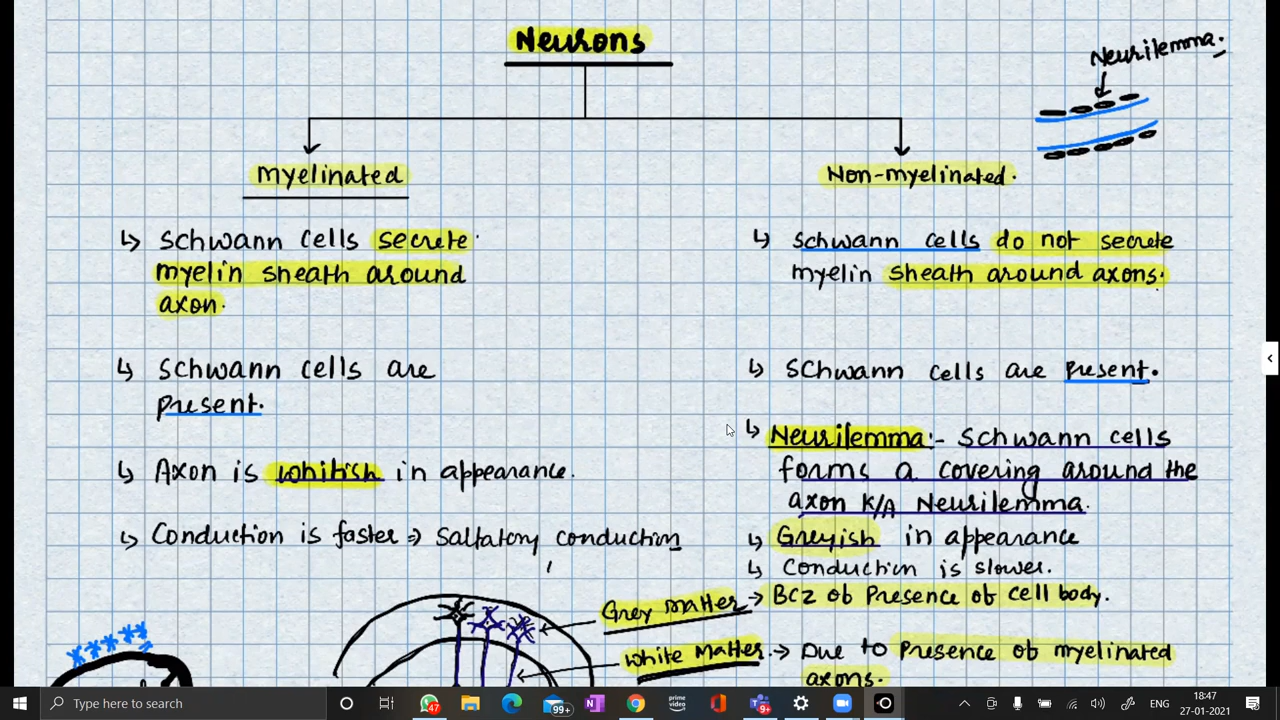 Neurons
Neurilemma.
Myelinated
Non-myelinated.
Schwann cells secrete
myelin sheath around
axon.
Schwann cells do not secrete
myelin sheath around axons.
Schwann cells are
present.
Schwann cells are present.
Neurilemma:- Schwann cells
forms a covering around the
axon K/A Neurilemma.
Axon is whitish in appearance.
Conduction is faster ⇒ Saltatory conduction
Greyish in appearance
Conduction is slower.
Grey Matter → Bcz of Presence of cell body.
White Matter. → Due to Presence of myelinated
axons.
Type here to search
47
99+
prime video
9+
ENG
18:47
27-01-2021